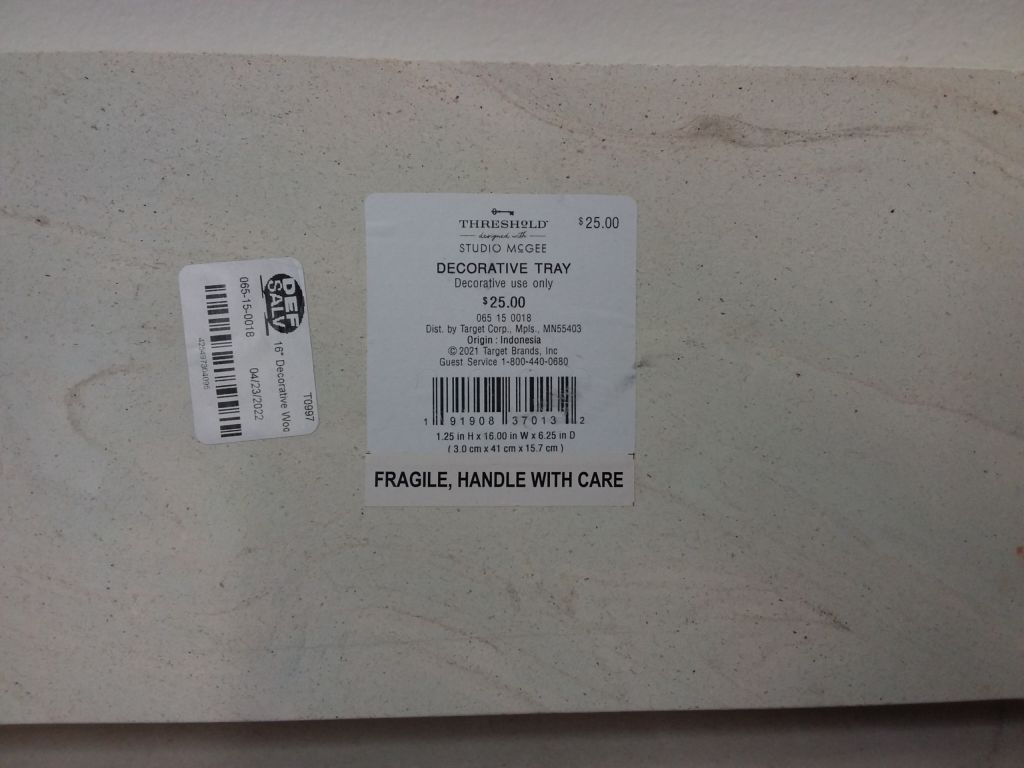 THRESHOLD
designed with
STUDIO MCGEE
$25.00
DECORATIVE TRAY
Decorative use only
$25.00
065 15 0018
Dist. by Target Corp., Mpls., MN55403
Origin : Indonesia
© 2021 Target Brands, Inc
Guest Service 1-800-440-0680
1 91908 37013 2
1.25 in H x 16.00 in W x 6.25 in D
( 3.0 cm x 41 cm x 15.7 cm )
FRAGILE, HANDLE WITH CARE
DEF
SALV
T0997
16" Decorative Woo
04/23/2022
065-15-0018